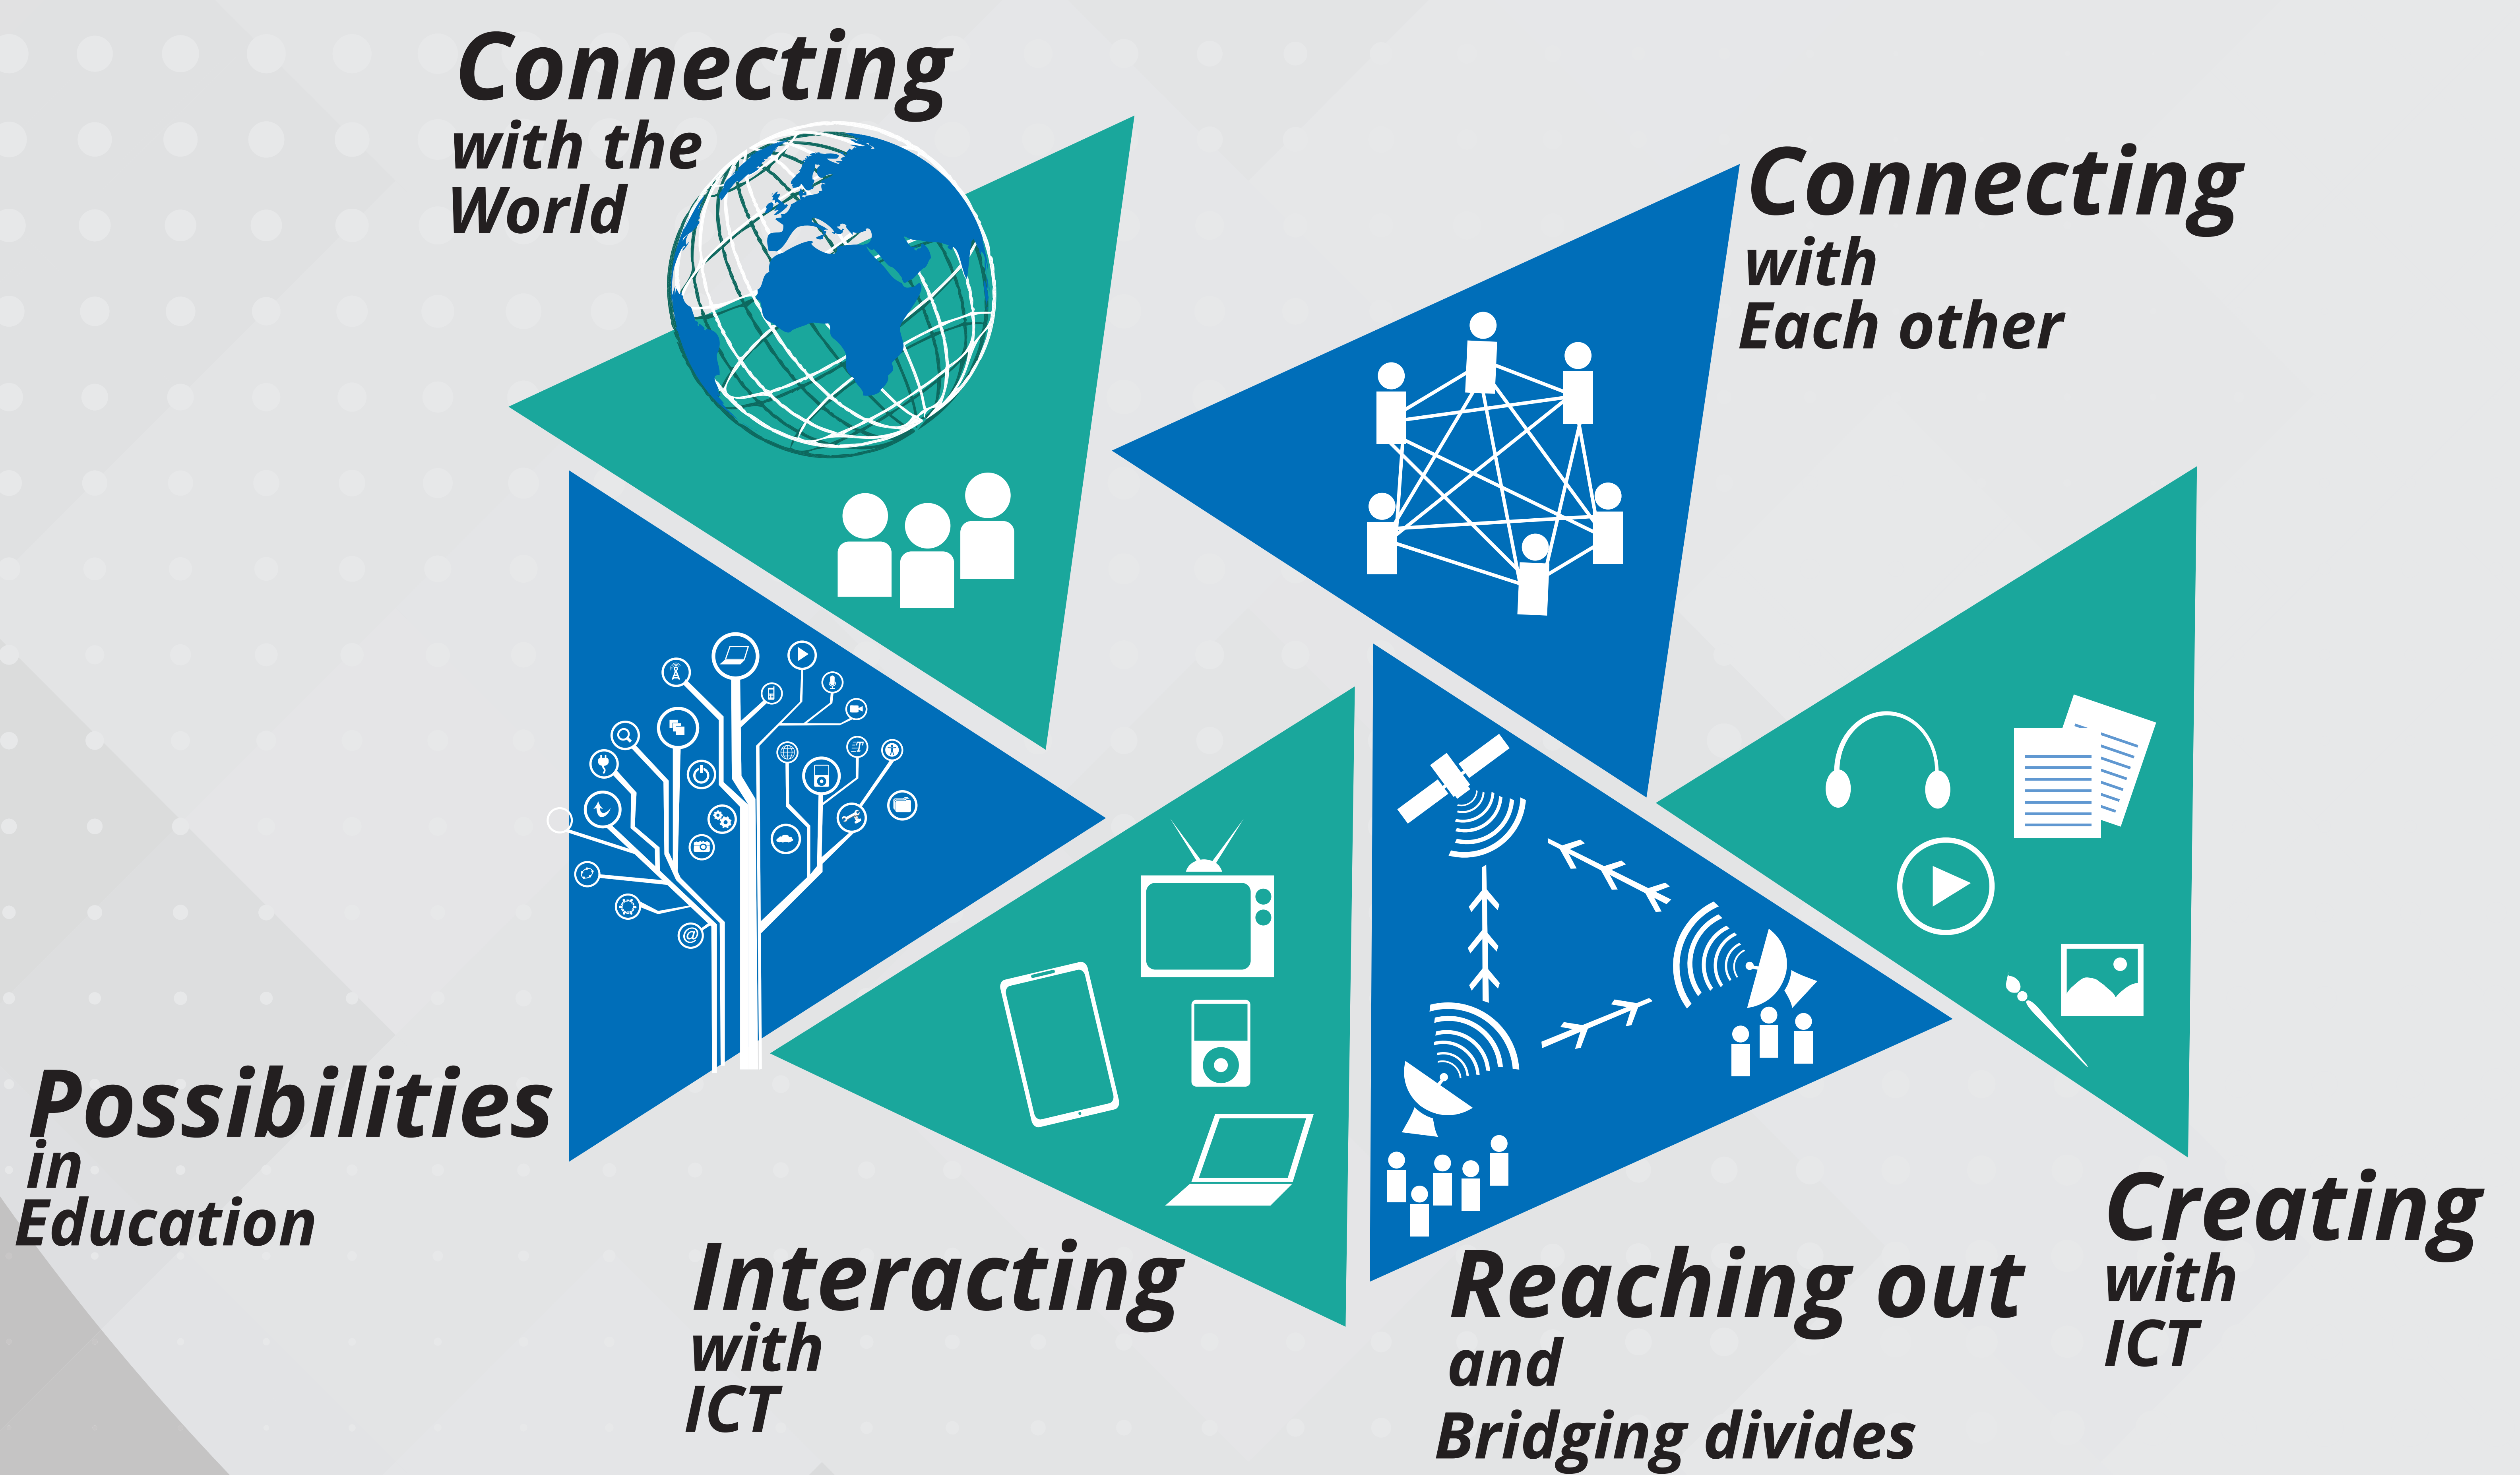 Connecting
with the
World
Connecting
with
Each other
Possibilities
in
Education
Interacting
with
ICT
Reaching out
and
Bridging divides
Creating
with
ICT